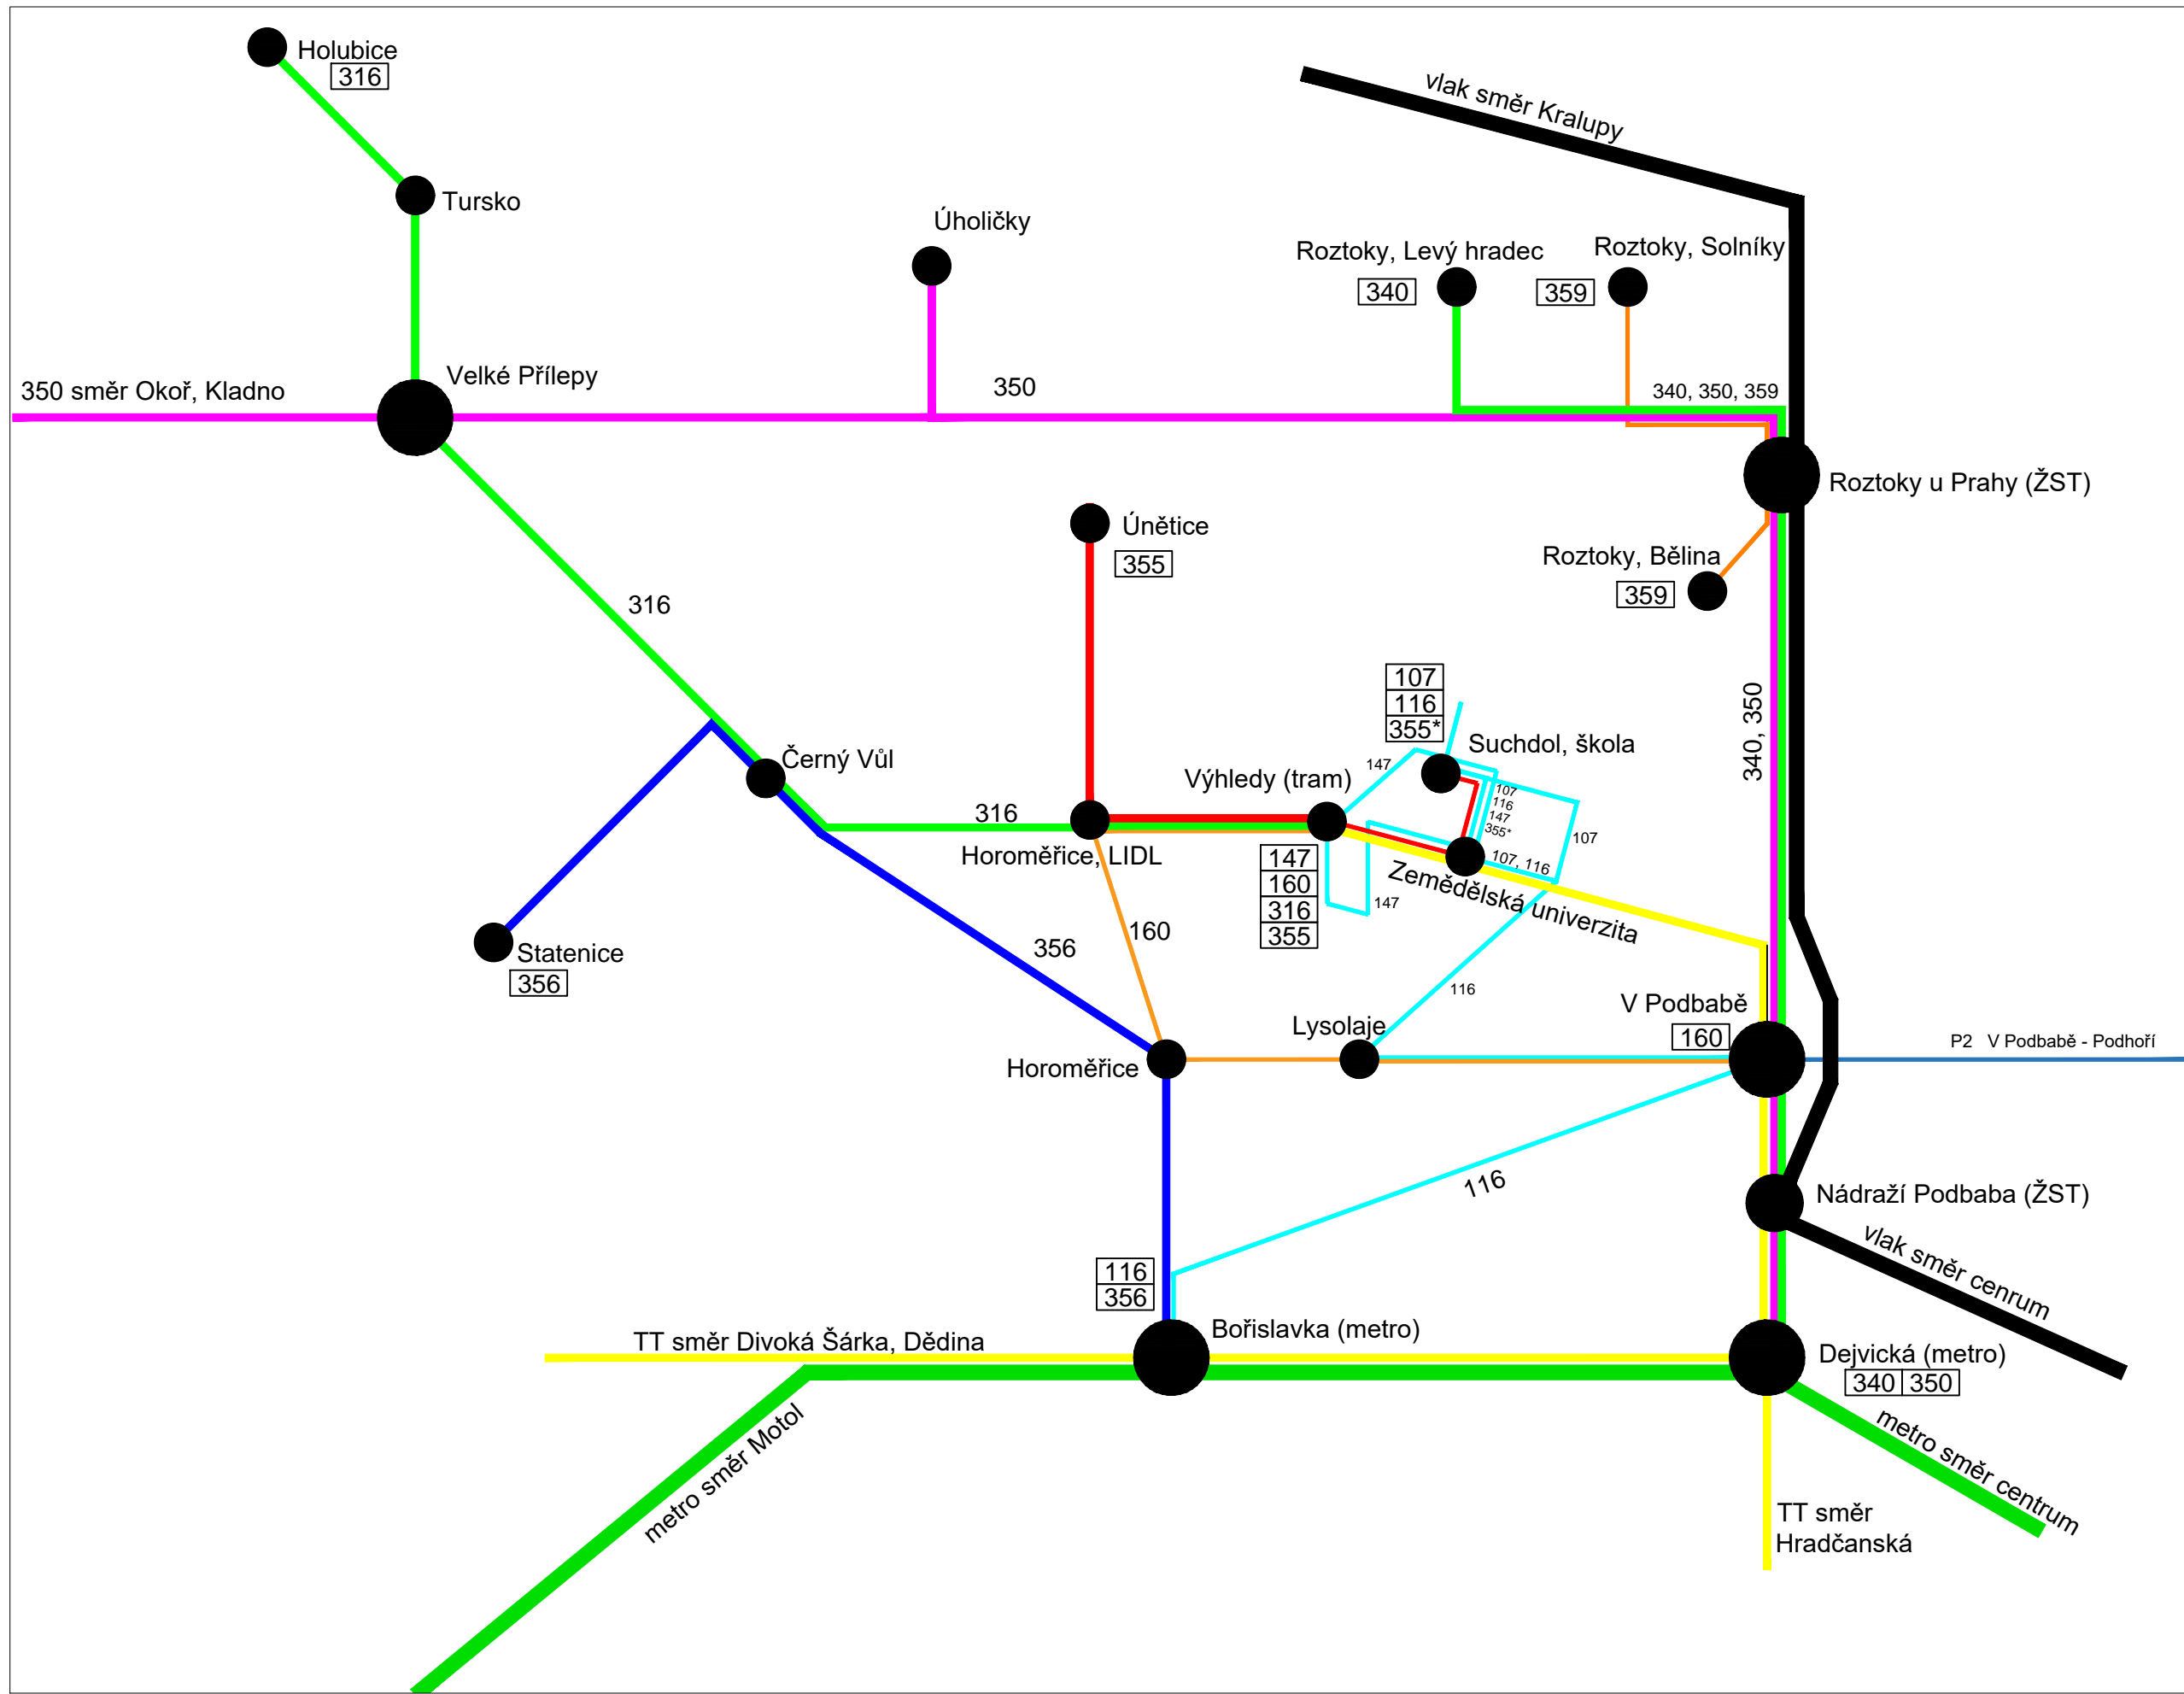 Holubice
316
vlak směr Kralupy
Tursko
Úholičky
Roztoky, Levý hradec
340
Roztoky, Solníky
359
350 směr Okoř, Kladno
Velké Přílepy
350
340, 350, 359
Roztoky u Prahy (ŽST)
Únětice
355
Roztoky, Bělina
359
316
107
116
355*
Suchdol, škola
340, 350
Černý Vůl
Výhledy (tram)
147
107
116
147
355*
107
316
Horoměřice, LIDL
147
160
316
355
107, 116
Zemědělská univerzita
147
160
356
Statenice
356
116
V Podbabě
160
Lysolaje
P2 V Podbabě - Podhoří
Horoměřice
116
Nádraží Podbaba (ŽST)
vlak směr cenrum
116
356
Bořislavka (metro)
TT směr Divoká Šárka, Dědina
Dejvická (metro)
340 350
metro směr Motol
metro směr centrum
TT směr
Hradčanská